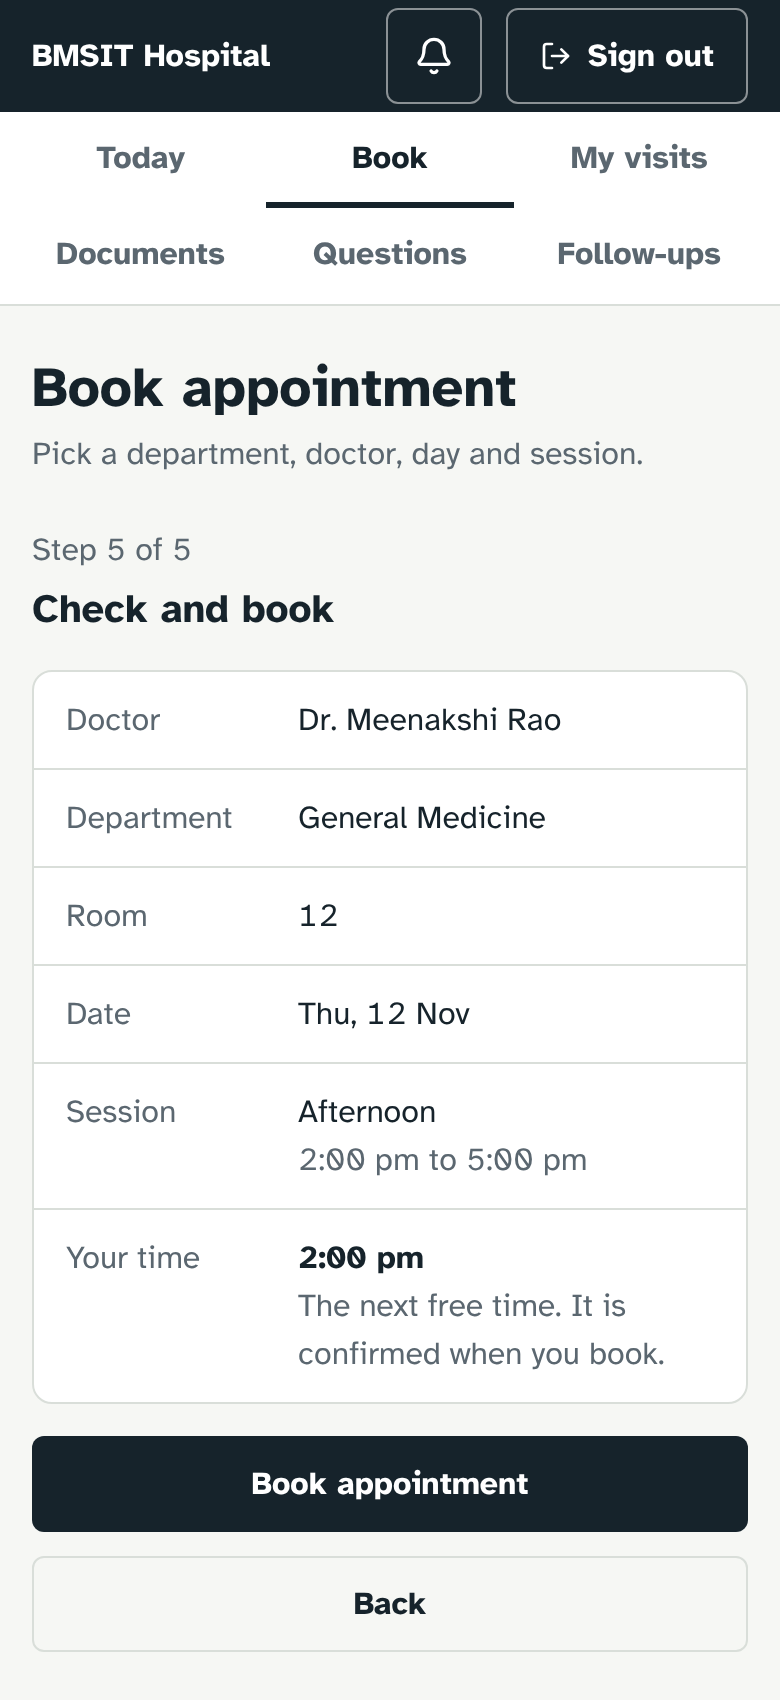 BMSIT Hospital
Sign out
Today
Book
My visits
Documents
Questions
Follow-ups
Book appointment
Pick a department, doctor, day and session.
Step 5 of 5
Check and book
Doctor
Dr. Meenakshi Rao
Department
General Medicine
Room
12
Date
Thu, 12 Nov
Session
Afternoon
2:00 pm to 5:00 pm
Your time
2:00 pm
The next free time. It is
confirmed when you book.
Book appointment
Back